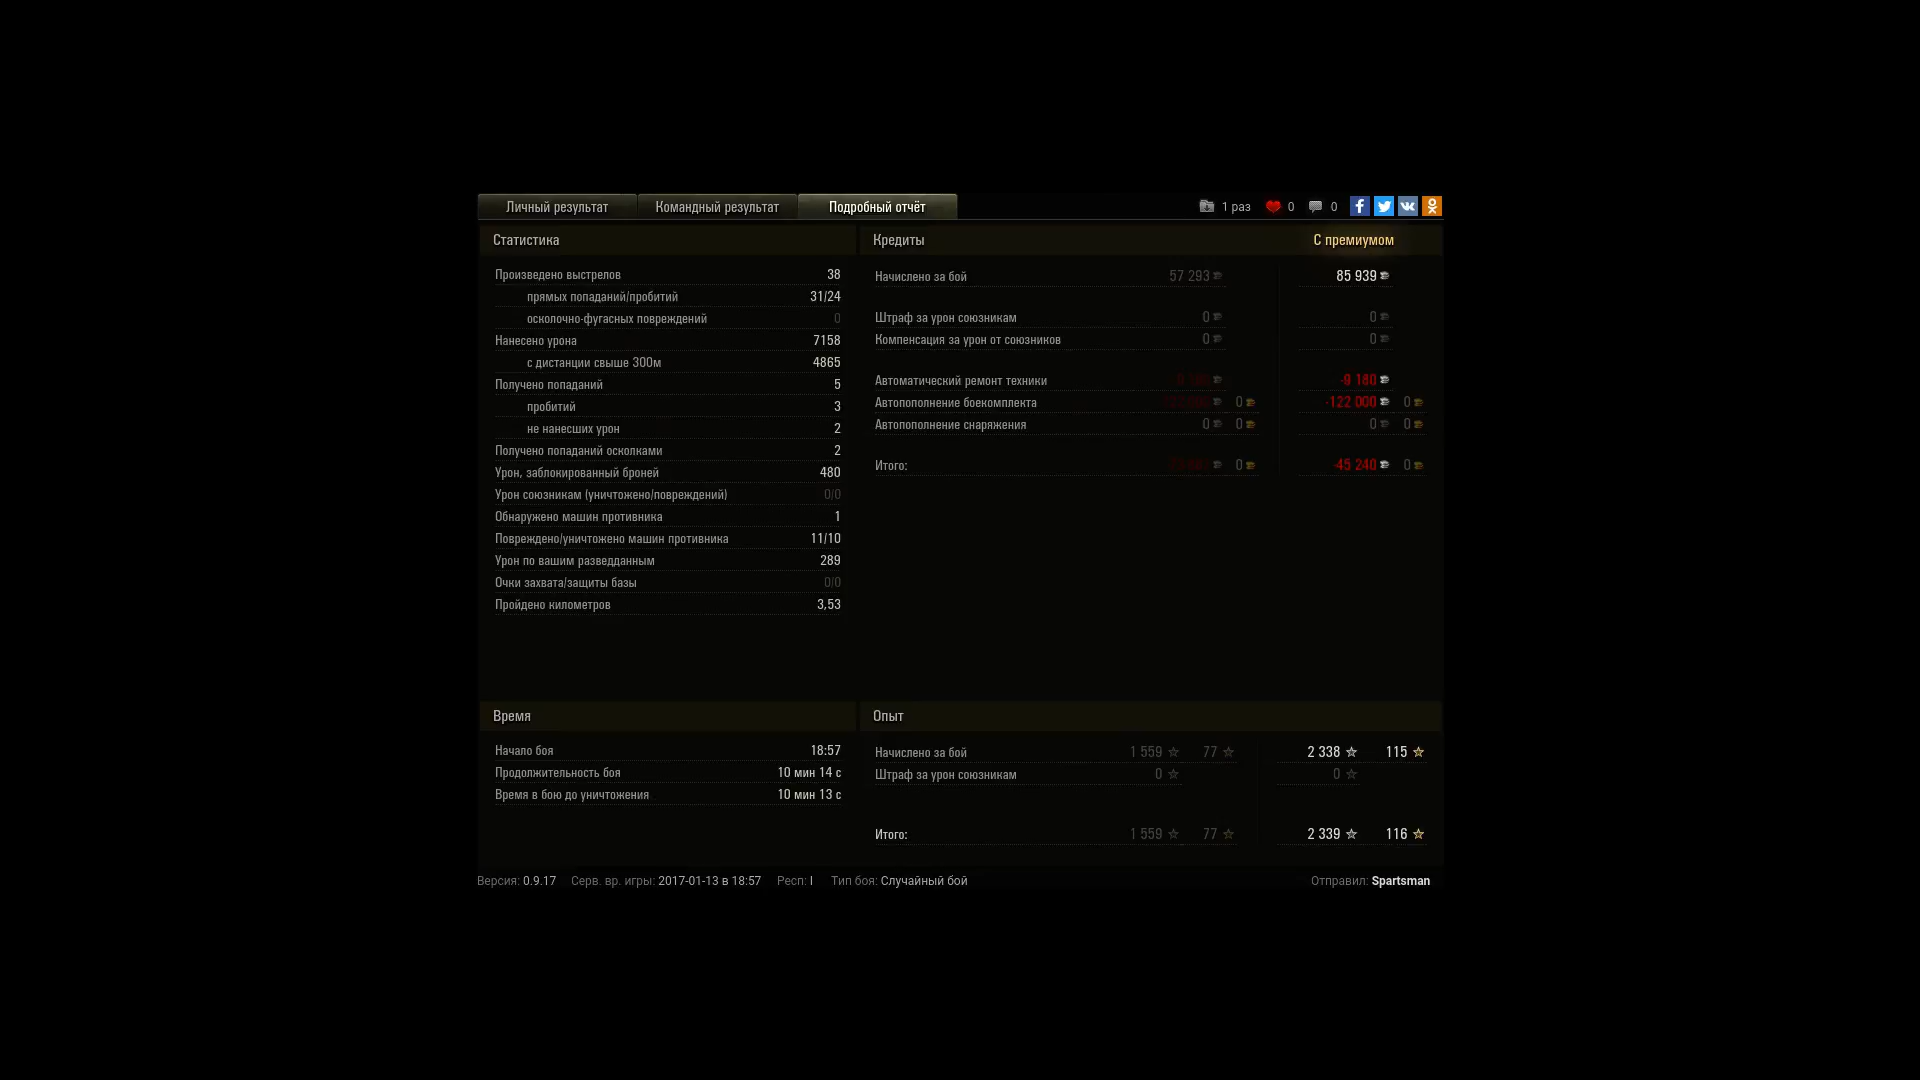 Личный результат Командный результат Подробный отчёт 1 раз 0 0
Статистика
Произведено выстрелов 38
прямых попаданий/пробитий 31/24
осколочно-фугасных повреждений 0
Нанесено урона 7158
с дистанции свыше 300м 4865
Получено попаданий 5
пробитий 3
не нанесших урон 2
Получено попаданий осколками 2
Урон, заблокированный броней 480
Урон союзникам (уничтожено/повреждений) 0/0
Обнаружено машин противника 1
Повреждено/уничтожено машин противника 11/10
Урон по вашим разведданным 289
Очки захвата/защиты базы 0/0
Пройдено километров 3,53
Кредиты С премиумом
Начислено за бой 57 293 85 939
Штраф за урон союзникам 0 0
Компенсация за урон от союзников 0 0
Автоматический ремонт техники -9 180
Автопополнение боекомплекта 0 -122 000 0
Автопополнение снаряжения 0 0 0 0
Итого: 0 -45 240 0
Время
Начало боя 18:57
Продолжительность боя 10 мин 14 с
Время в бою до уничтожения 10 мин 13 с
Опыт
Начислено за бой 1 559 77 2 338 115
Штраф за урон союзникам 0 0
Итого: 1 559 77 2 339 116
Версия: 0.9.17 Серв. вр. игры: 2017-01-13 в 18:57 Респ: I Тип боя: Случайный бой Отправил: Spartsman